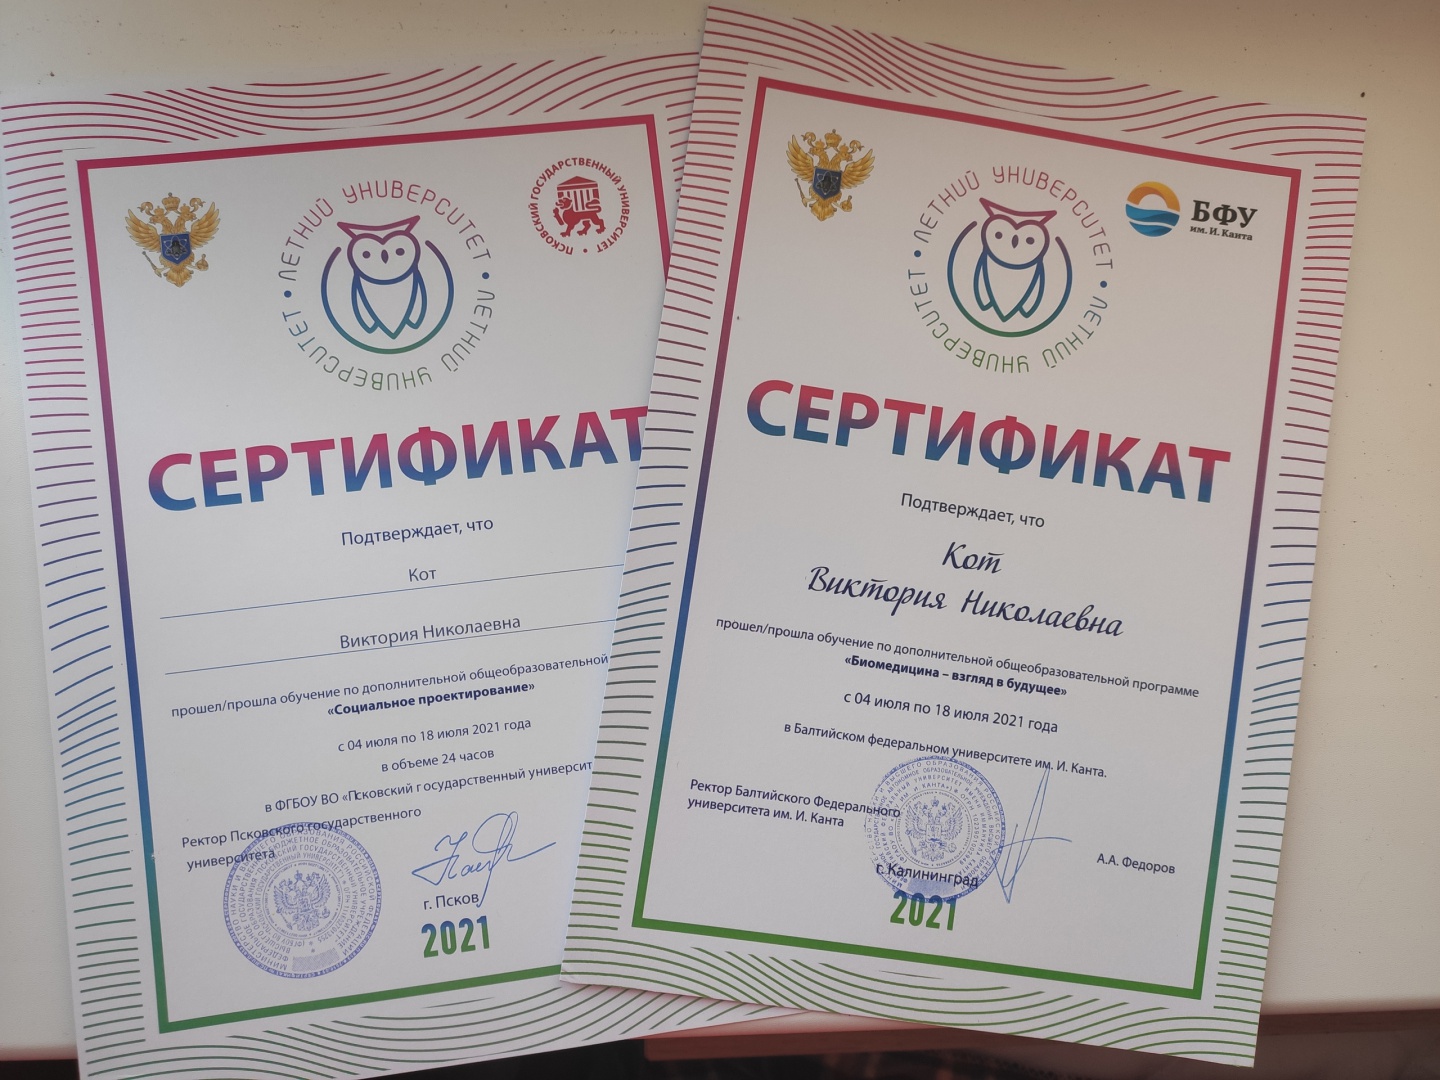 ЛЕТНИЙ УНИВЕРСИТЕТ • ЛЕТНИЙ УНИВЕРСИТЕТ •
ПСКОВСКИЙ ГОСУДАРСТВЕННЫЙ УНИВЕРСИТЕТ
СЕРТИФИКАТ
Подтверждает, что
Кот
Виктория Николаевна
прошел/прошла обучение по дополнительной общеобразовательной
«Социальное проектирование»
с 04 июля по 18 июля 2021 года
в объеме 24 часов
в ФГБОУ ВО «Псковский государственный университ
Ректор Псковского государственного
университета
г. Псков
2021
ЛЕТНИЙ УНИВЕРСИТЕТ • ЛЕТНИЙ УНИВЕРСИТЕТ •
БФУ
им. И. Канта
СЕРТИФИКАТ
Подтверждает, что
Кот
Виктория Николаевна
прошел/прошла обучение по дополнительной общеобразовательной программе
«Биомедицина – взгляд в будущее»
с 04 июля по 18 июля 2021 года
в Балтийском федеральном университете им. И. Канта.
Ректор Балтийского Федерального
университета им. И. Канта
А.А. Федоров
г. Калининград
2021